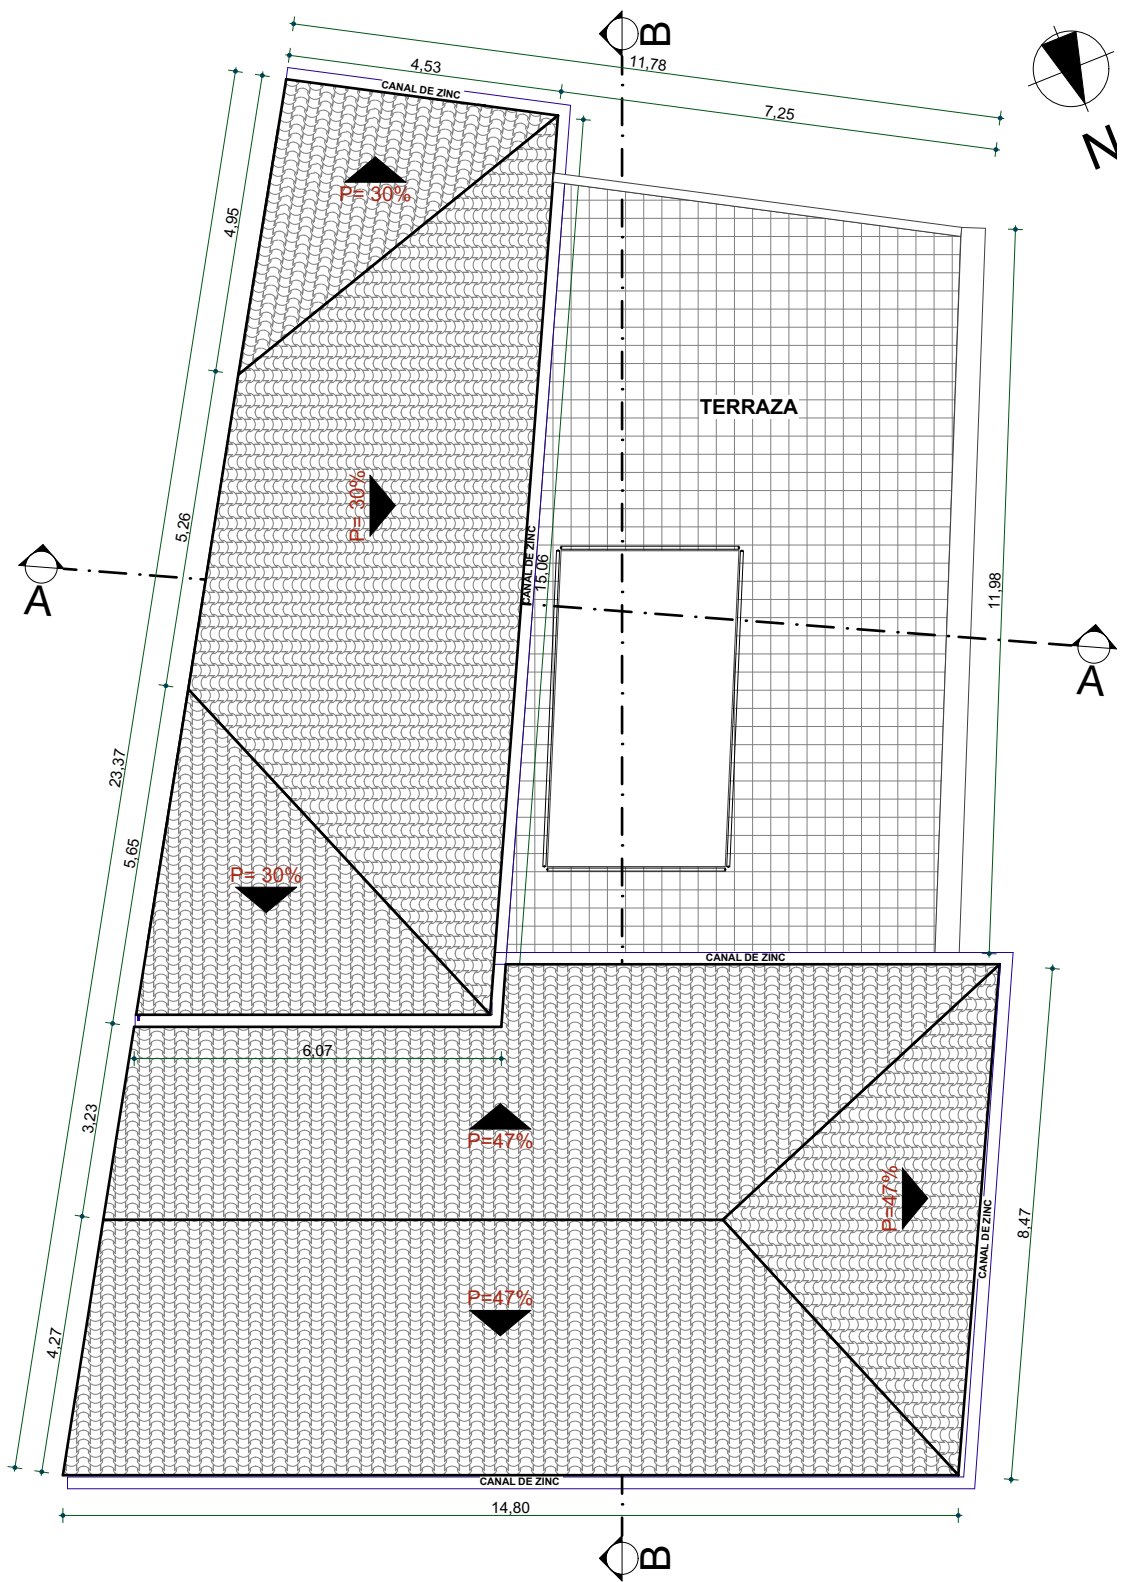 B
11,78
4,53
CANAL DE ZINC
7,25
N
P= 30%
4,95
TERRAZA
P= 30%
5,26
CANAL DE ZINC
15,06
11,98
A
A
23,37
5,65
P= 30%
CANAL DE ZINC
6,07
3,23
P=47%
P=47%
CANAL DE ZINC
8,47
P=47%
4,27
CANAL DE ZINC
14,80
B